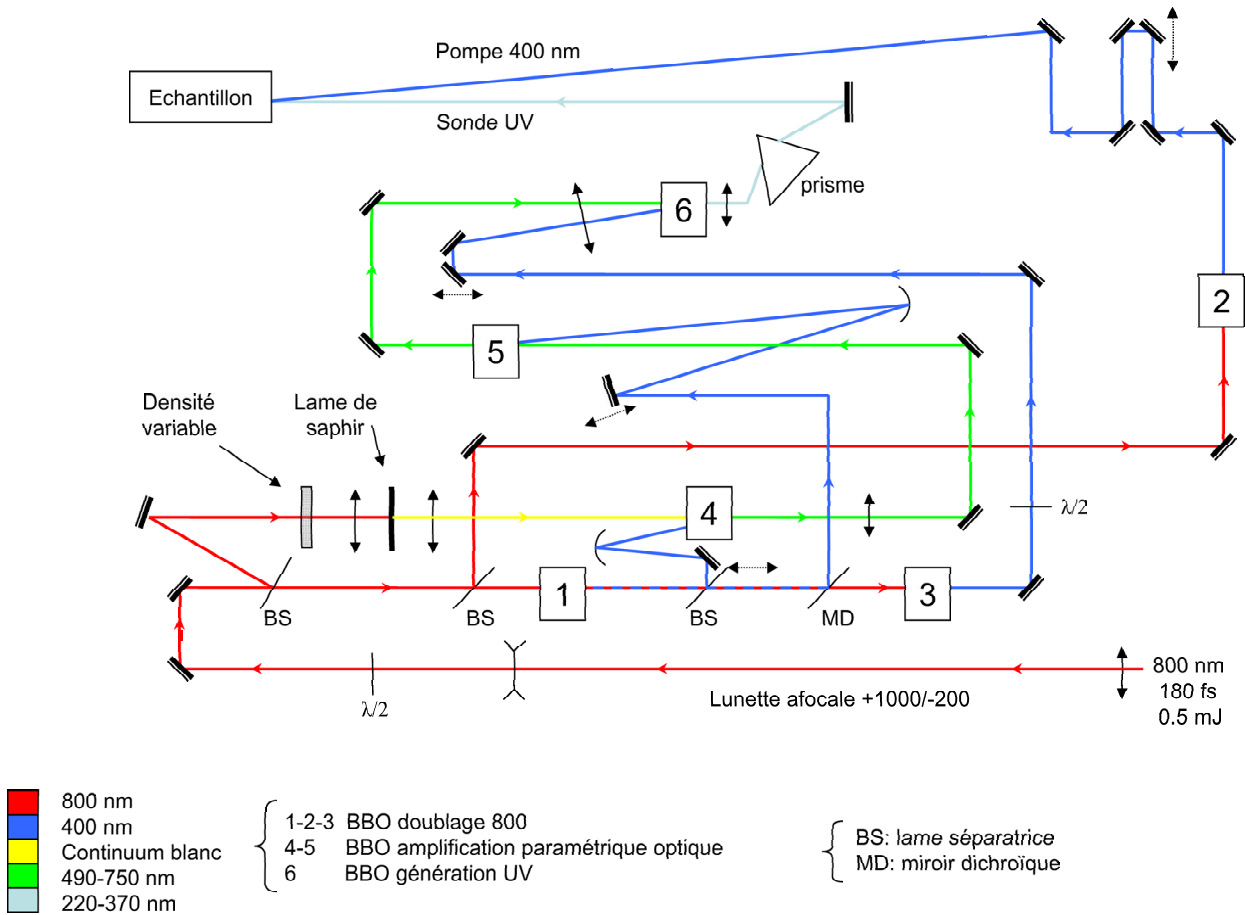 Pompe 400 nm
Echantillon
Sonde UV
prisme
6
2
5
Densité
variable
Lame de
saphir
4
λ/2
1
3
BS
BS
BS
MD
800 nm
180 fs
0.5 mJ
Lunette afocale +1000/-200
λ/2
800 nm
400 nm
Continuum blanc
490-750 nm
220-370 nm
1-2-3 BBO doublage 800
4-5 BBO amplification paramétrique optique
6 BBO génération UV
BS: lame séparatrice
MD: miroir dichroïque